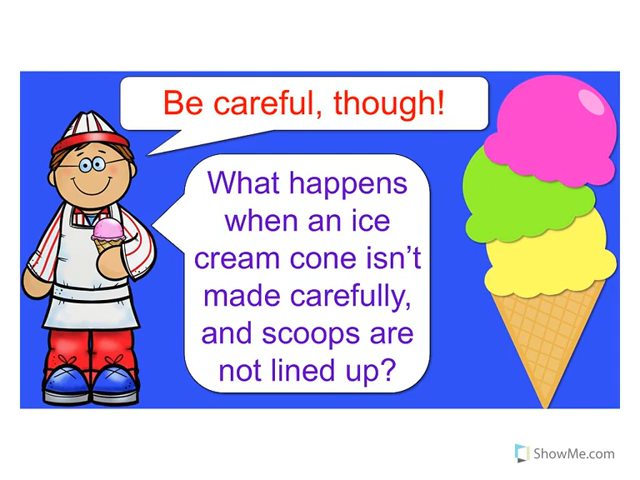 Be careful, though!
What happens
when an ice
cream cone isn't
made carefully,
and scoops are
not lined up?
ShowMe.com